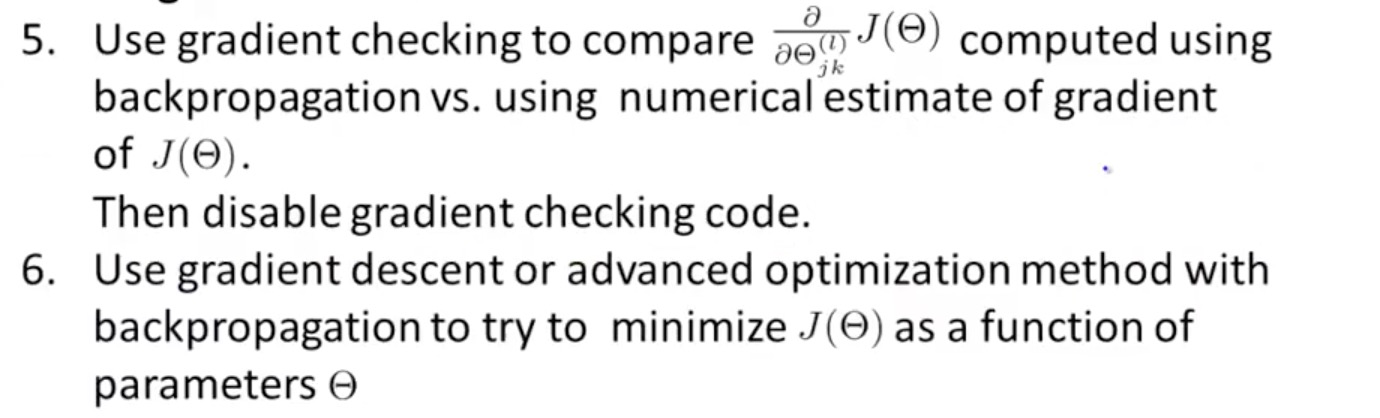 5. Use gradient checking to compare $\frac{\partial}{\partial \Theta_{jk}^{(l)}} J(\Theta)$ computed using
backpropagation vs. using numerical estimate of gradient
of $J(\Theta)$.
Then disable gradient checking code.
6. Use gradient descent or advanced optimization method with
backpropagation to try to minimize $J(\Theta)$ as a function of
parameters $\Theta$